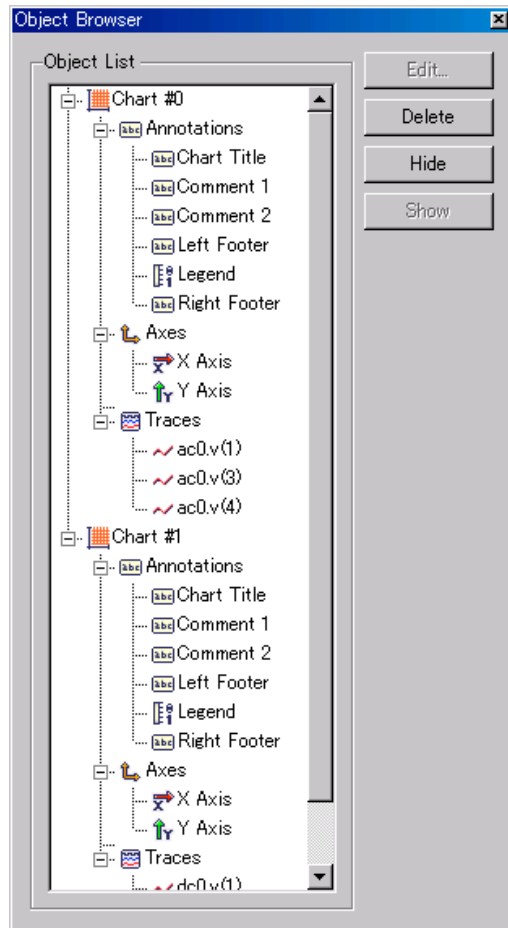 Object Browser
Object List
Edit...
Delete
Hide
Show
Chart #0
Annotations
Chart Title
Comment 1
Comment 2
Left Footer
Legend
Right Footer
Axes
X Axis
Y Axis
Traces
ac0.v(1)
ac0.v(3)
ac0.v(4)
Chart #1
Annotations
Chart Title
Comment 1
Comment 2
Left Footer
Legend
Right Footer
Axes
X Axis
Y Axis
Traces
dc0.v(1)